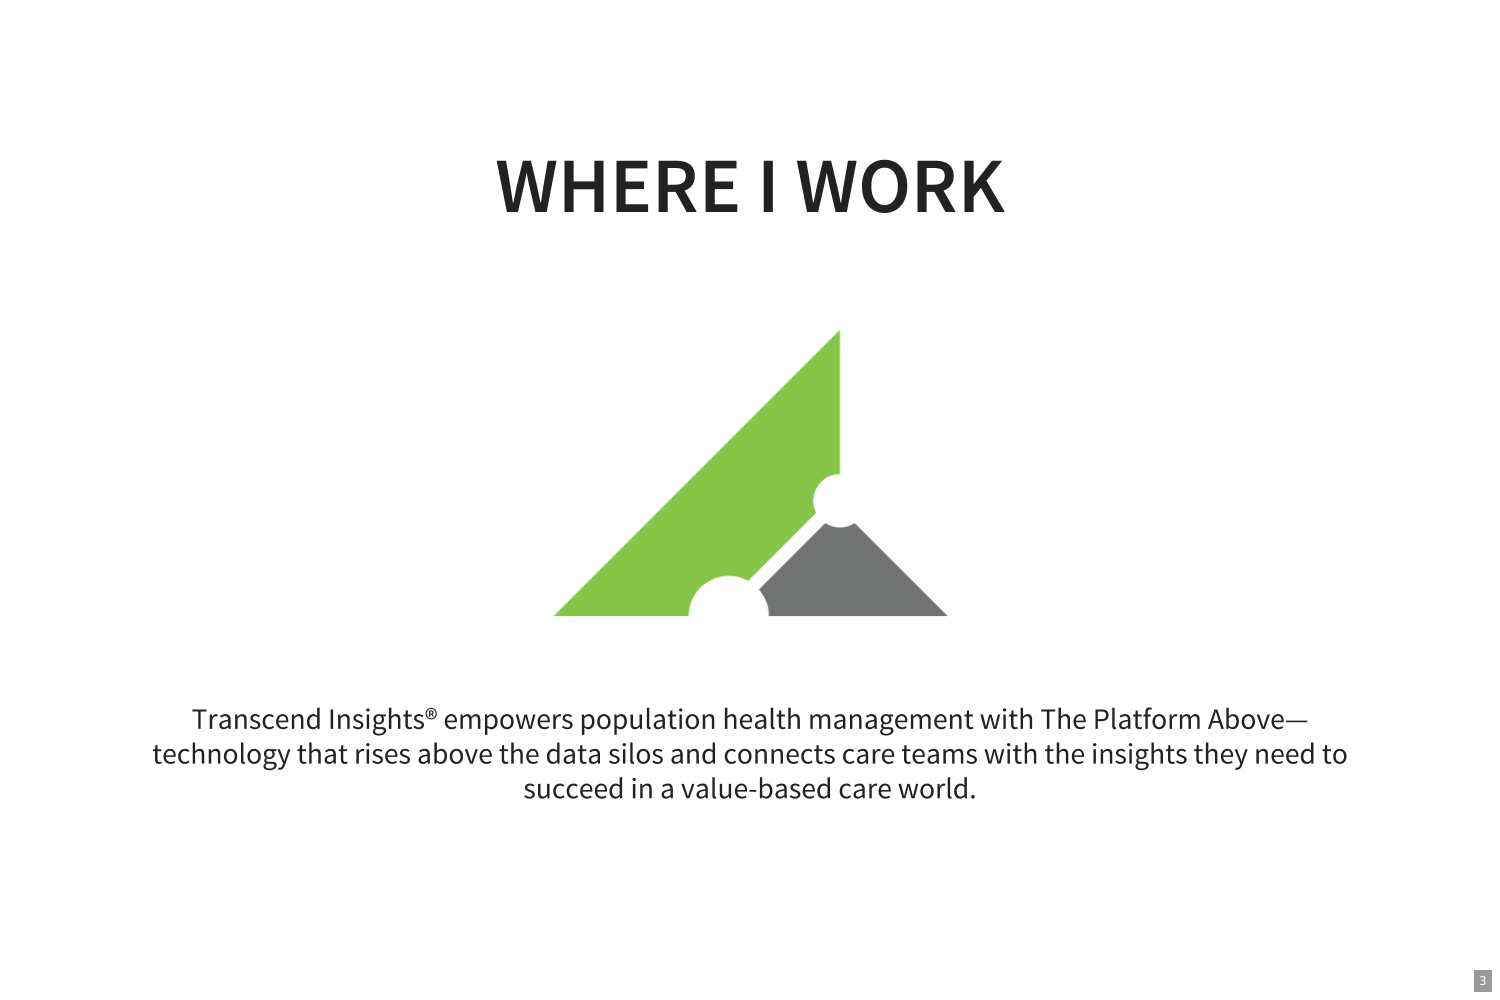 WHERE I WORK
Transcend Insights® empowers population health management with The Platform Above—
technology that rises above the data silos and connects care teams with the insights they need to
succeed in a value-based care world.
3